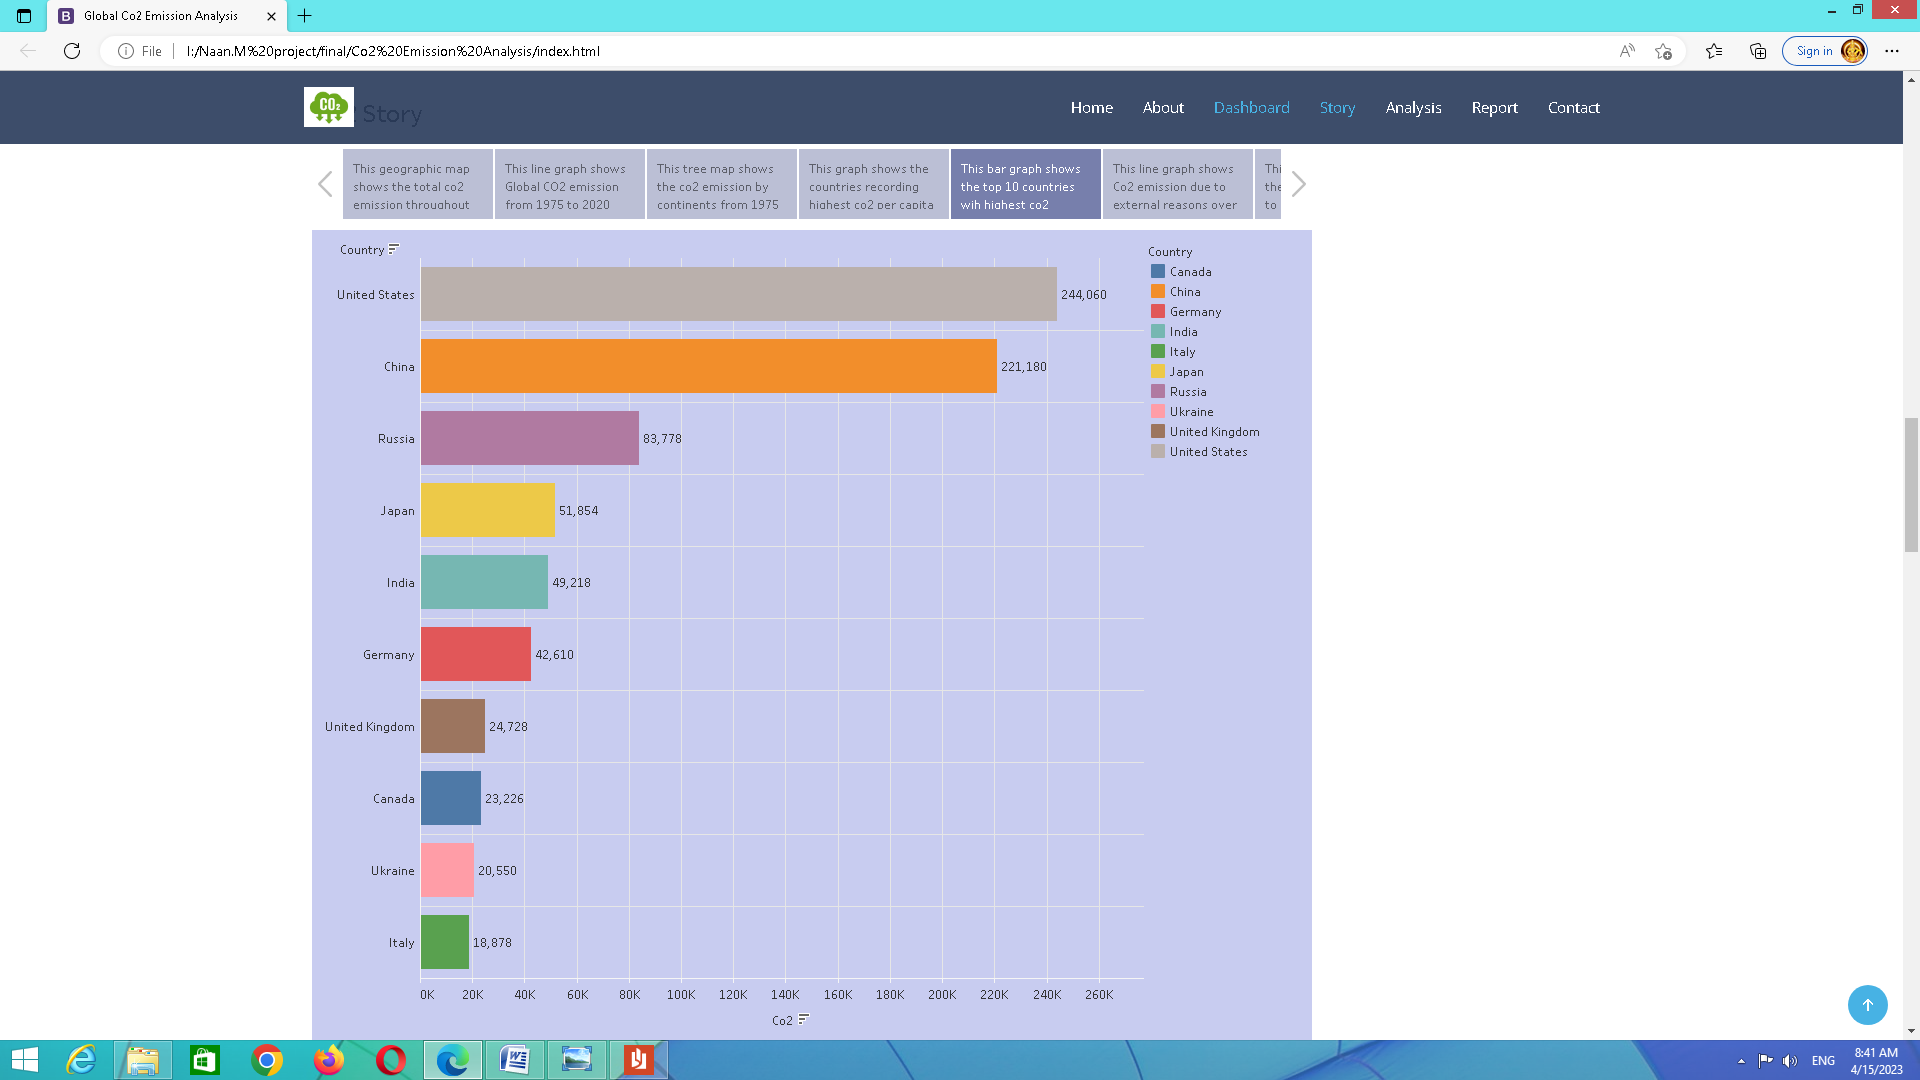 Global Co2 Emission Analysis
File
I:/Naan.M%20project/final/Co2%20Emission%20Analysis/index.html
Sign in
CO2
Story
Home About Dashboard Story Analysis Report Contact
This geographic map
shows the total co2
emission throughout
This line graph shows
Global CO2 emission
from 1975 to 2020
This tree map shows
the co2 emission by
continents from 1975
This graph shows the
countries recording
highest co2 per capita
This bar graph shows
the top 10 countries
wih highest co2
This line graph shows
Co2 emission due to
external reasons over
Thi
the
to
Country
United States 244,060
China 221,180
Russia 83,778
Japan 51,854
India 49,218
Germany 42,610
United Kingdom 24,728
Canada 23,226
Ukraine 20,550
Italy 18,878
0K 20K 40K 60K 80K 100K 120K 140K 160K 180K 200K 220K 240K 260K
Co2
Country
Canada
China
Germany
India
Italy
Japan
Russia
Ukraine
United Kingdom
United States
ENG
8:41 AM
4/15/2023